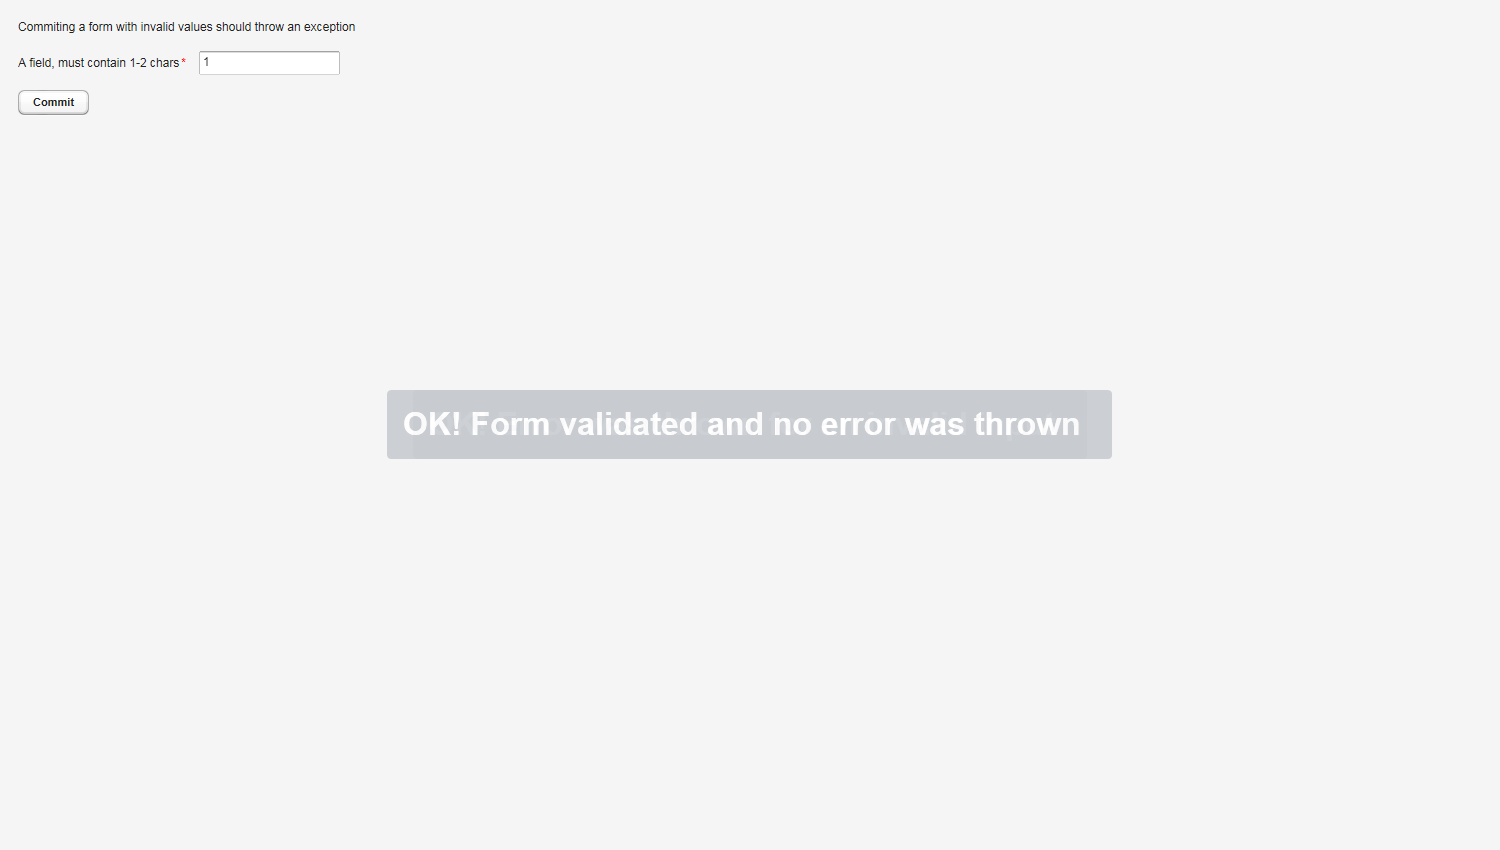 Commiting a form with invalid values should throw an exception
A field, must contain 1-2 chars* 1
Commit
OK! Form validated and no error was thrown